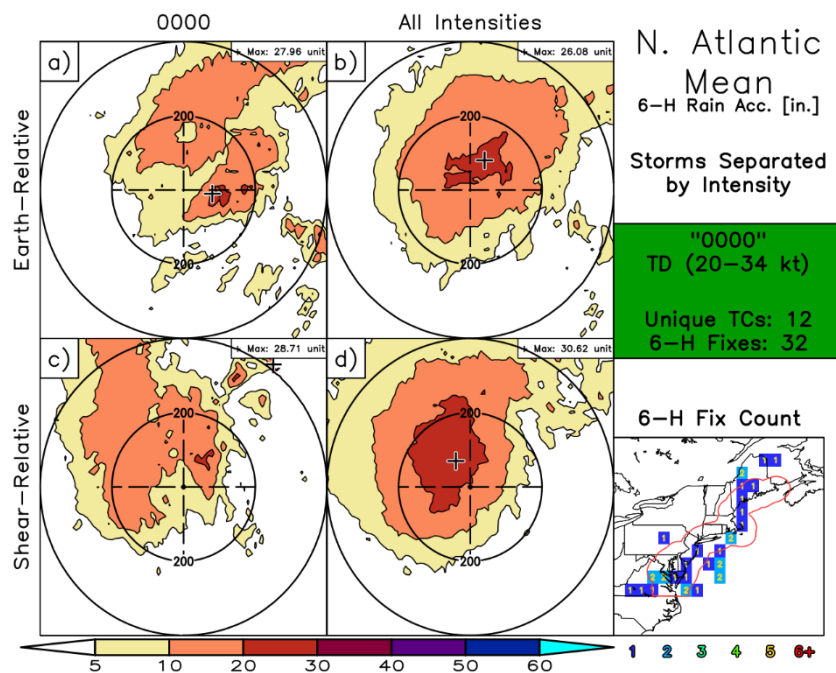 0000
All Intensities
N. Atlantic
Mean
6-H Rain Acc. [in.]
Storms Separated
by Intensity
"0000"
TD (20-34 kt)
Unique TCs: 12
6-H Fixes: 32
6-H Fix Count
Earth-Relative
Shear-Relative
a)
+ Max: 27.96 unit
200
200
b)
+ Max: 26.08 unit
200
200
c)
+ Max: 28.71 unit
200
200
d)
+ Max: 30.62 unit
200
200
5 10 20 30 40 50 60
1 2 3 4 5 6+